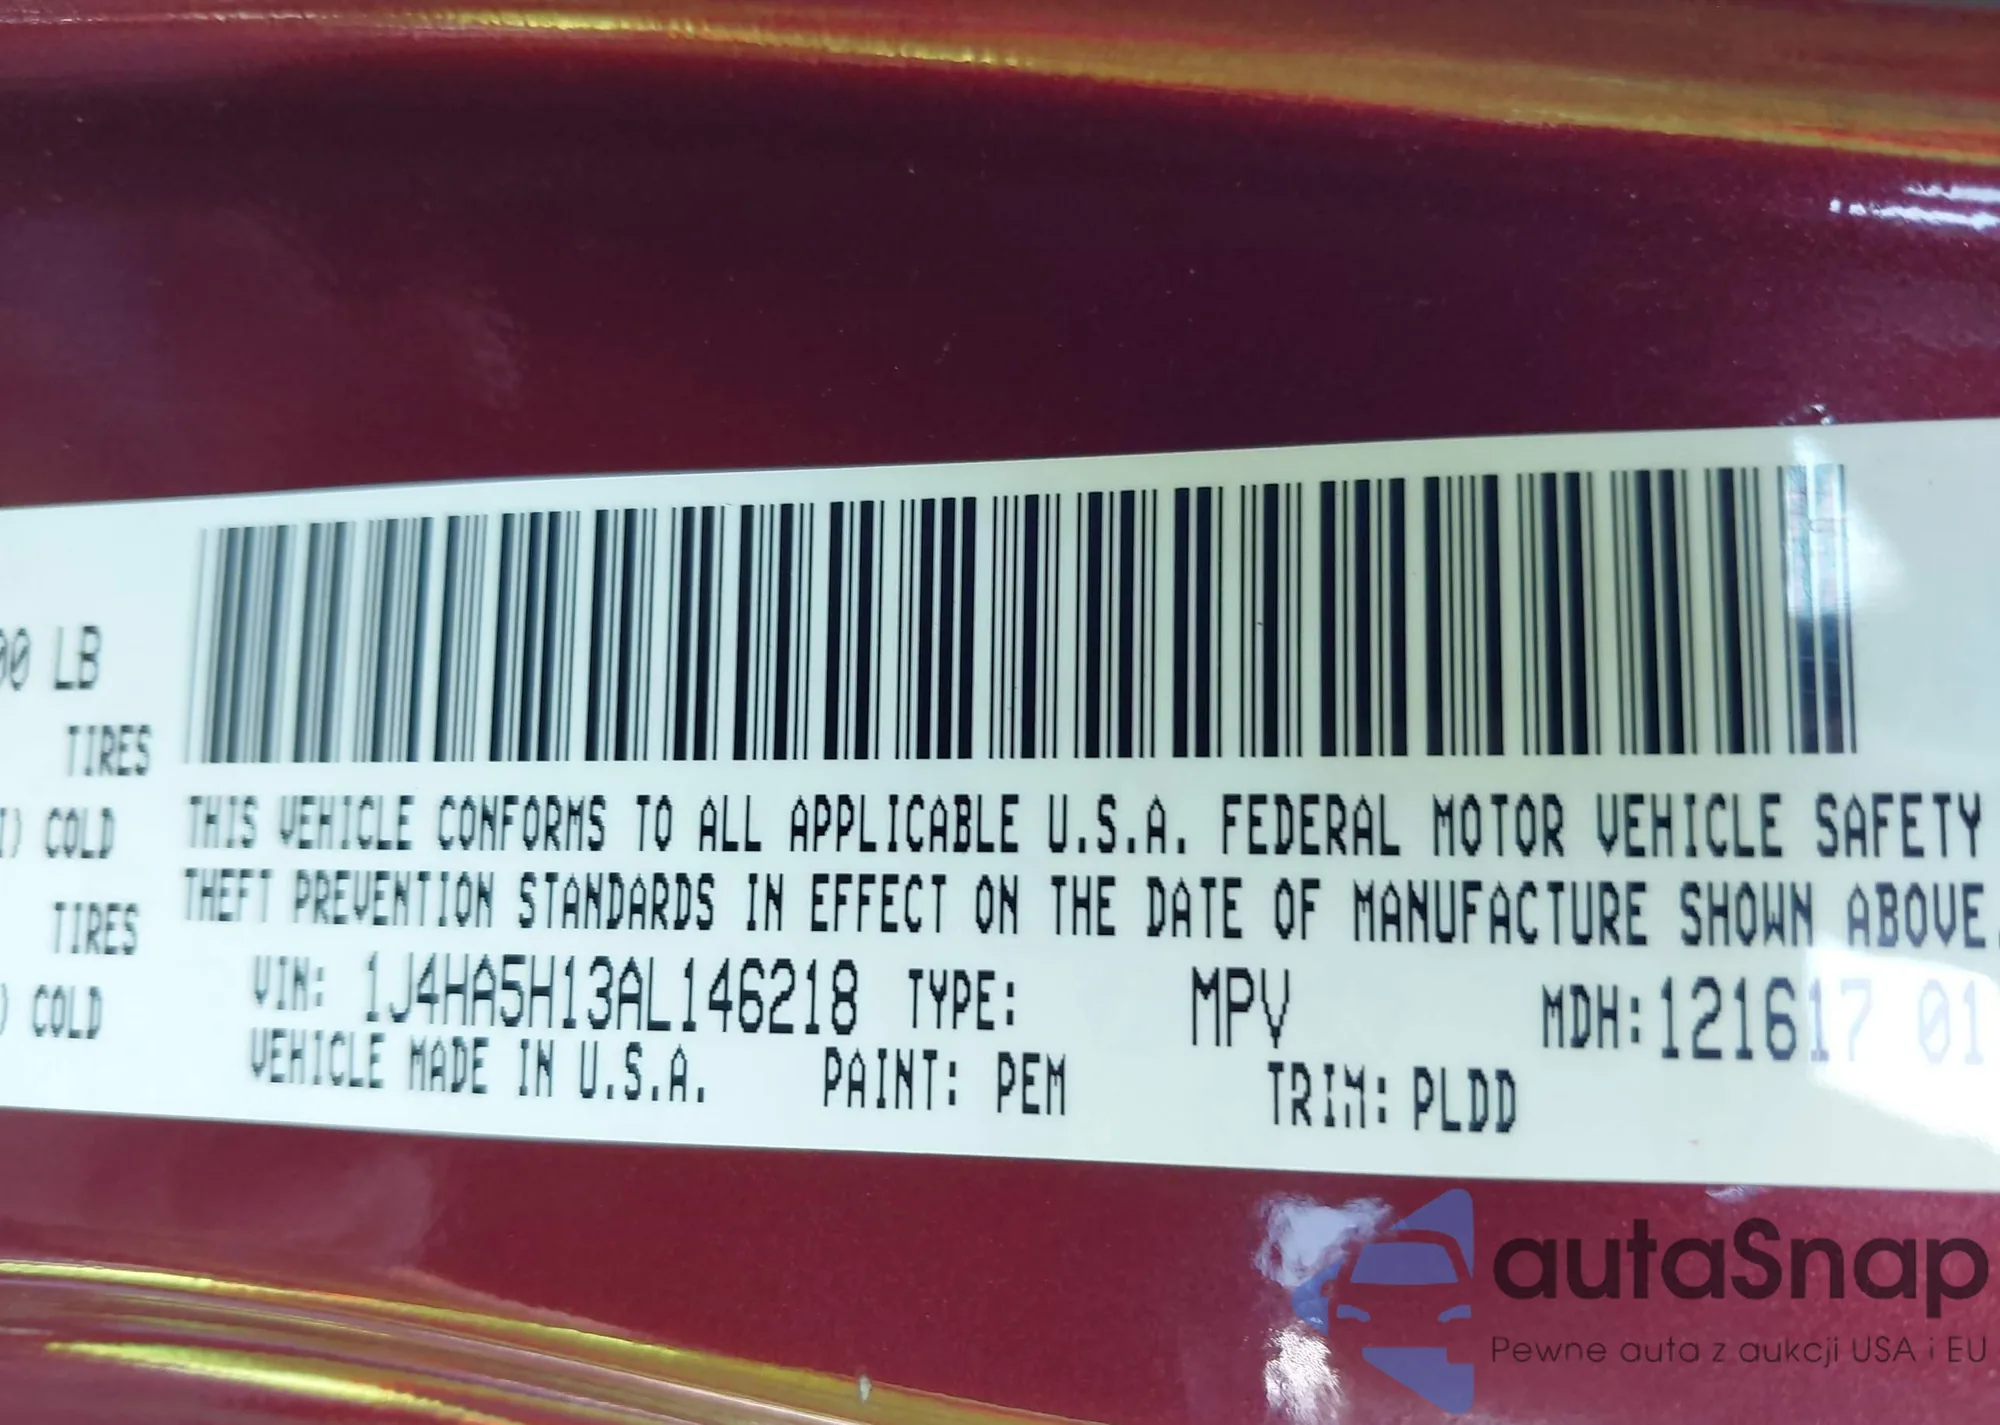 00 LB
TIRES
) COLD
TIRES
) COLD
THIS VEHICLE CONFORMS TO ALL APPLICABLE U.S.A. FEDERAL MOTOR VEHICLE SAFETY
THEFT PREVENTION STANDARDS IN EFFECT ON THE DATE OF MANUFACTURE SHOWN ABOVE.
VIN: 1J4HA5H13AL146218 TYPE: MPV MDH:121617 01
VEHICLE MADE IN U.S.A. PAINT: PEM TRIM: PLDD
autaSnap
Pewne auta z aukcji USA i EU